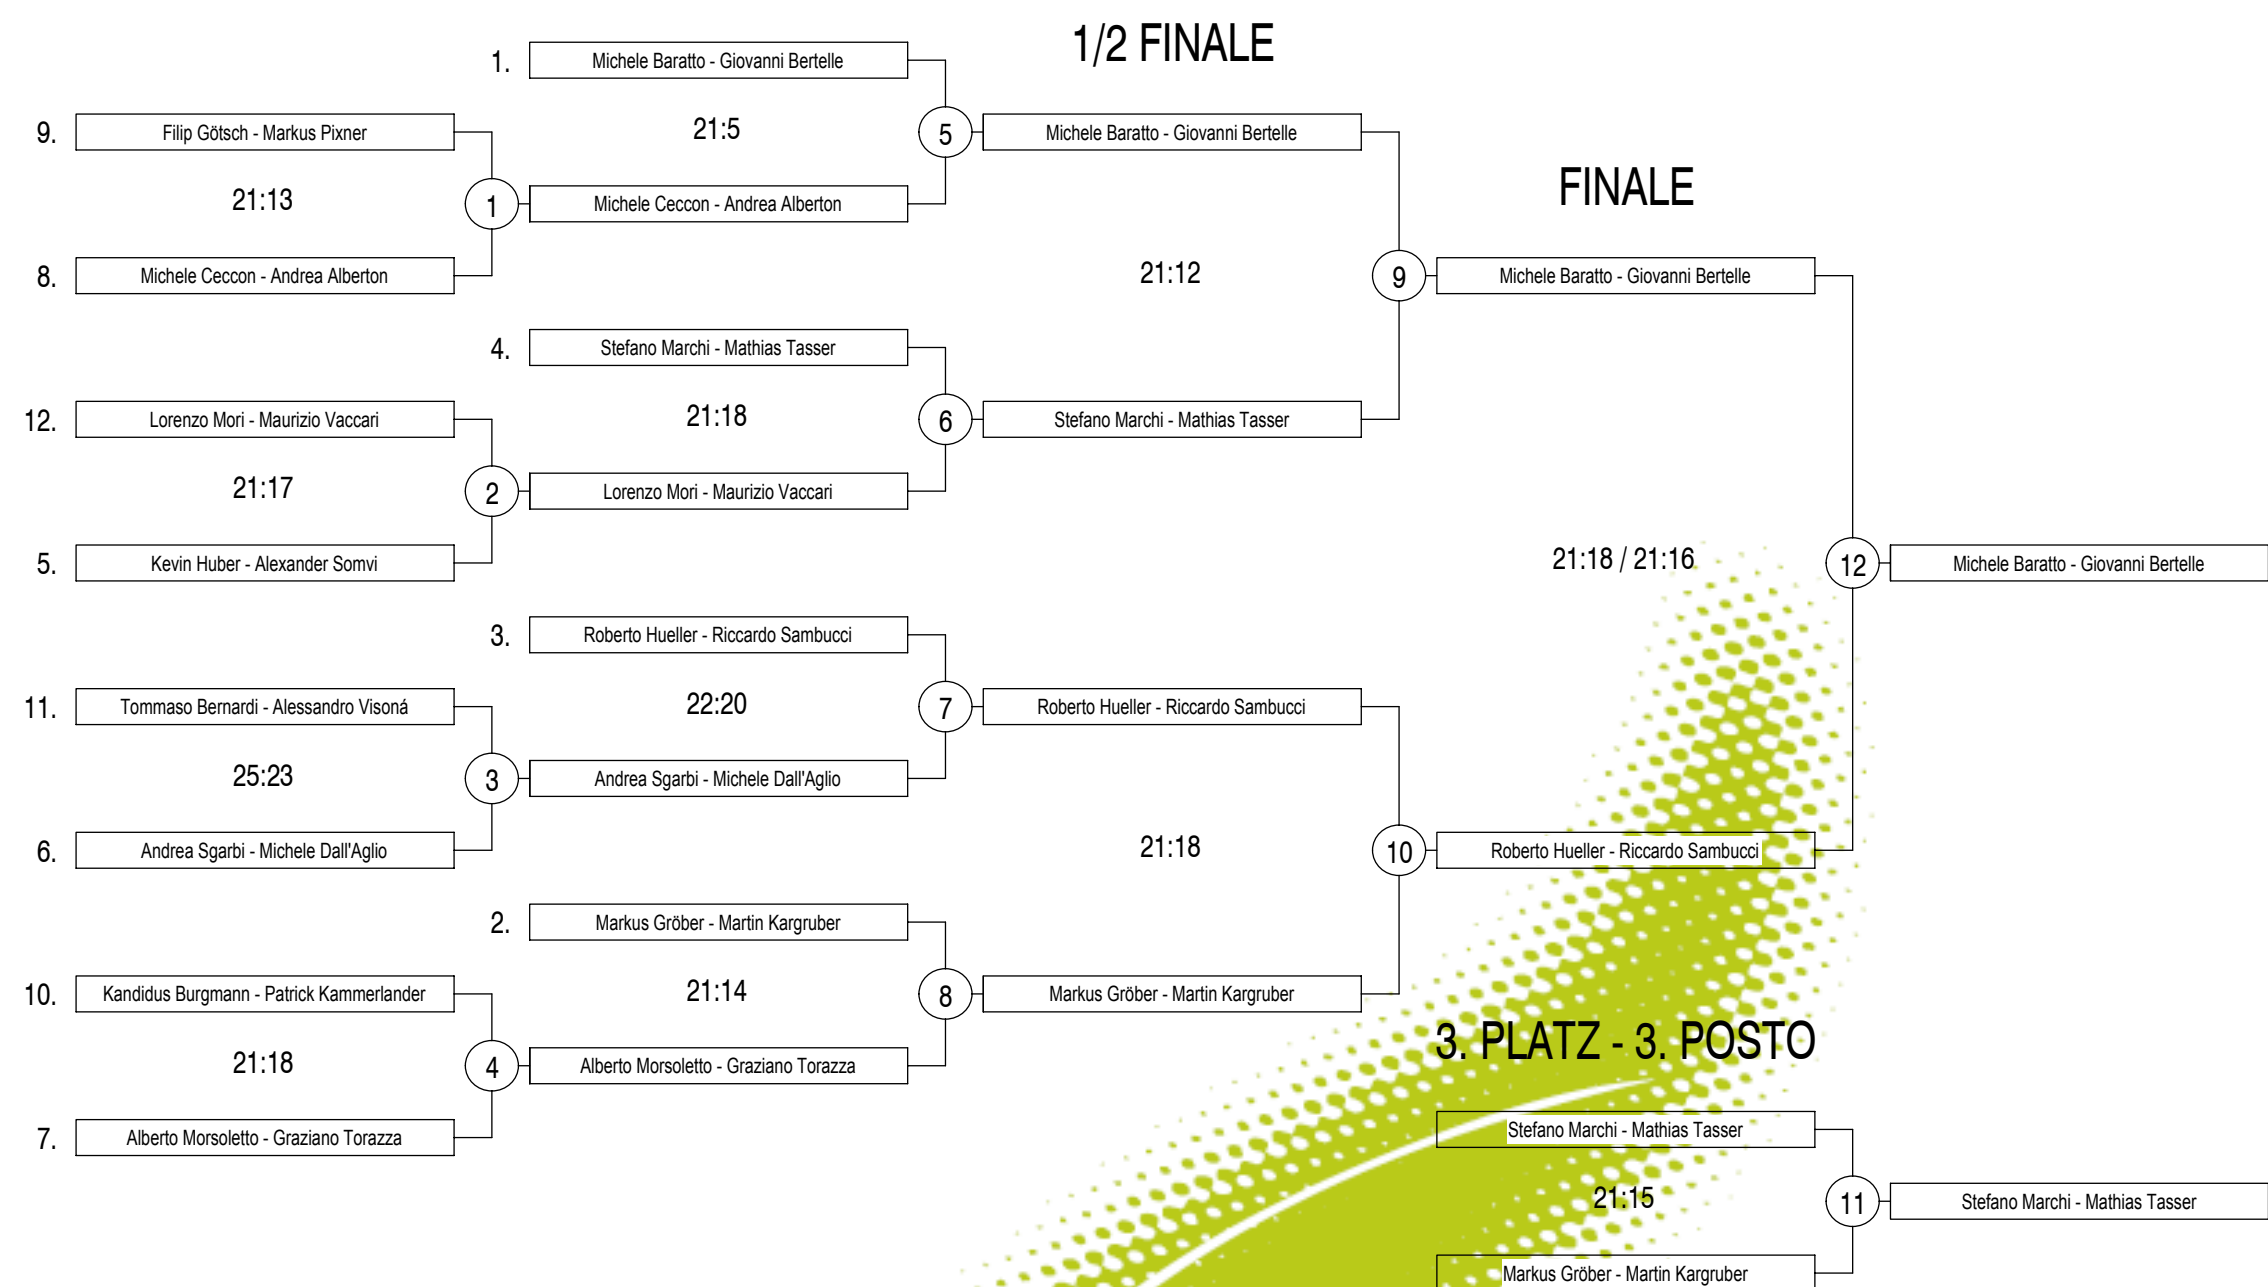 1/2 FINALE
1. Michele Baratto - Giovanni Bertelle
9. Filip Götsch - Markus Pixner
21:5
5
Michele Baratto - Giovanni Bertelle
FINALE
21:13
1
Michele Ceccon - Andrea Alberton
8. Michele Ceccon - Andrea Alberton
21:12
9
Michele Baratto - Giovanni Bertelle
4. Stefano Marchi - Mathias Tasser
12. Lorenzo Mori - Maurizio Vaccari
21:18
6
Stefano Marchi - Mathias Tasser
21:17
2
Lorenzo Mori - Maurizio Vaccari
5. Kevin Huber - Alexander Somvi
21:18 / 21:16
12
Michele Baratto - Giovanni Bertelle
3. Roberto Hueller - Riccardo Sambucci
11. Tommaso Bernardi - Alessandro Visoná
22:20
7
Roberto Hueller - Riccardo Sambucci
25:23
3
Andrea Sgarbi - Michele Dall'Aglio
6. Andrea Sgarbi - Michele Dall'Aglio
21:18
10
Roberto Hueller - Riccardo Sambucci
2. Markus Gröber - Martin Kargruber
10. Kandidus Burgmann - Patrick Kammerlander
21:14
8
Markus Gröber - Martin Kargruber
3. PLATZ - 3. POSTO
21:18
4
Alberto Morsoletto - Graziano Torazza
7. Alberto Morsoletto - Graziano Torazza
Stefano Marchi - Mathias Tasser
21:15
11
Stefano Marchi - Mathias Tasser
Markus Gröber - Martin Kargruber